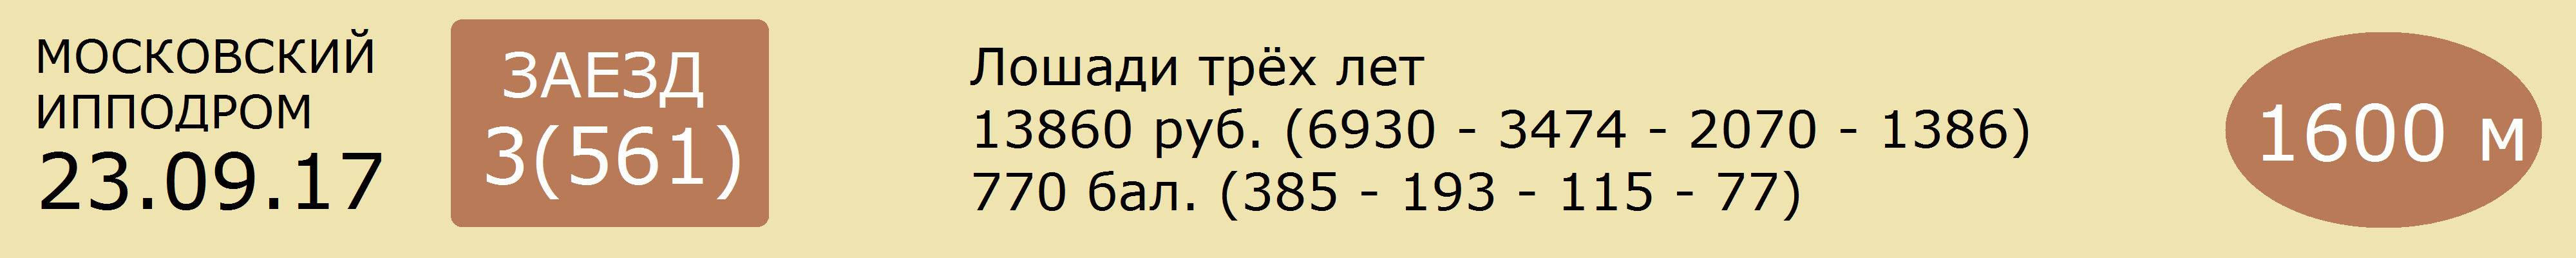 МОСКОВСКИЙ
ИППОДРОМ
23.09.17
ЗАЕЗД
3(561)
Лошади трёх лет
13860 руб. (6930 - 3474 - 2070 - 1386)
770 бал. (385 - 193 - 115 - 77)
1600 м